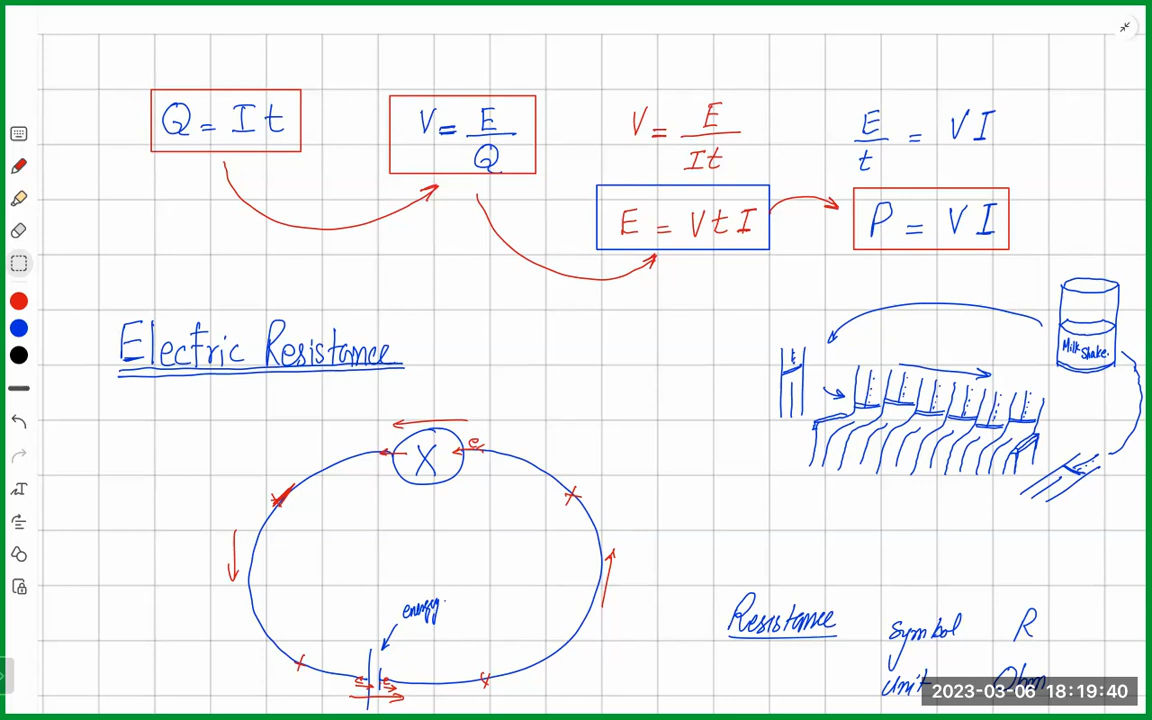 Q = It
V = E/Q
V = E/It
E/t = VI
E = VtI
P = VI
Milk Shake.
Electric Resistance
X
e
energy.
e e
Resistance
Symbol R
Unit Ohm
2023-03-06 18:19:40